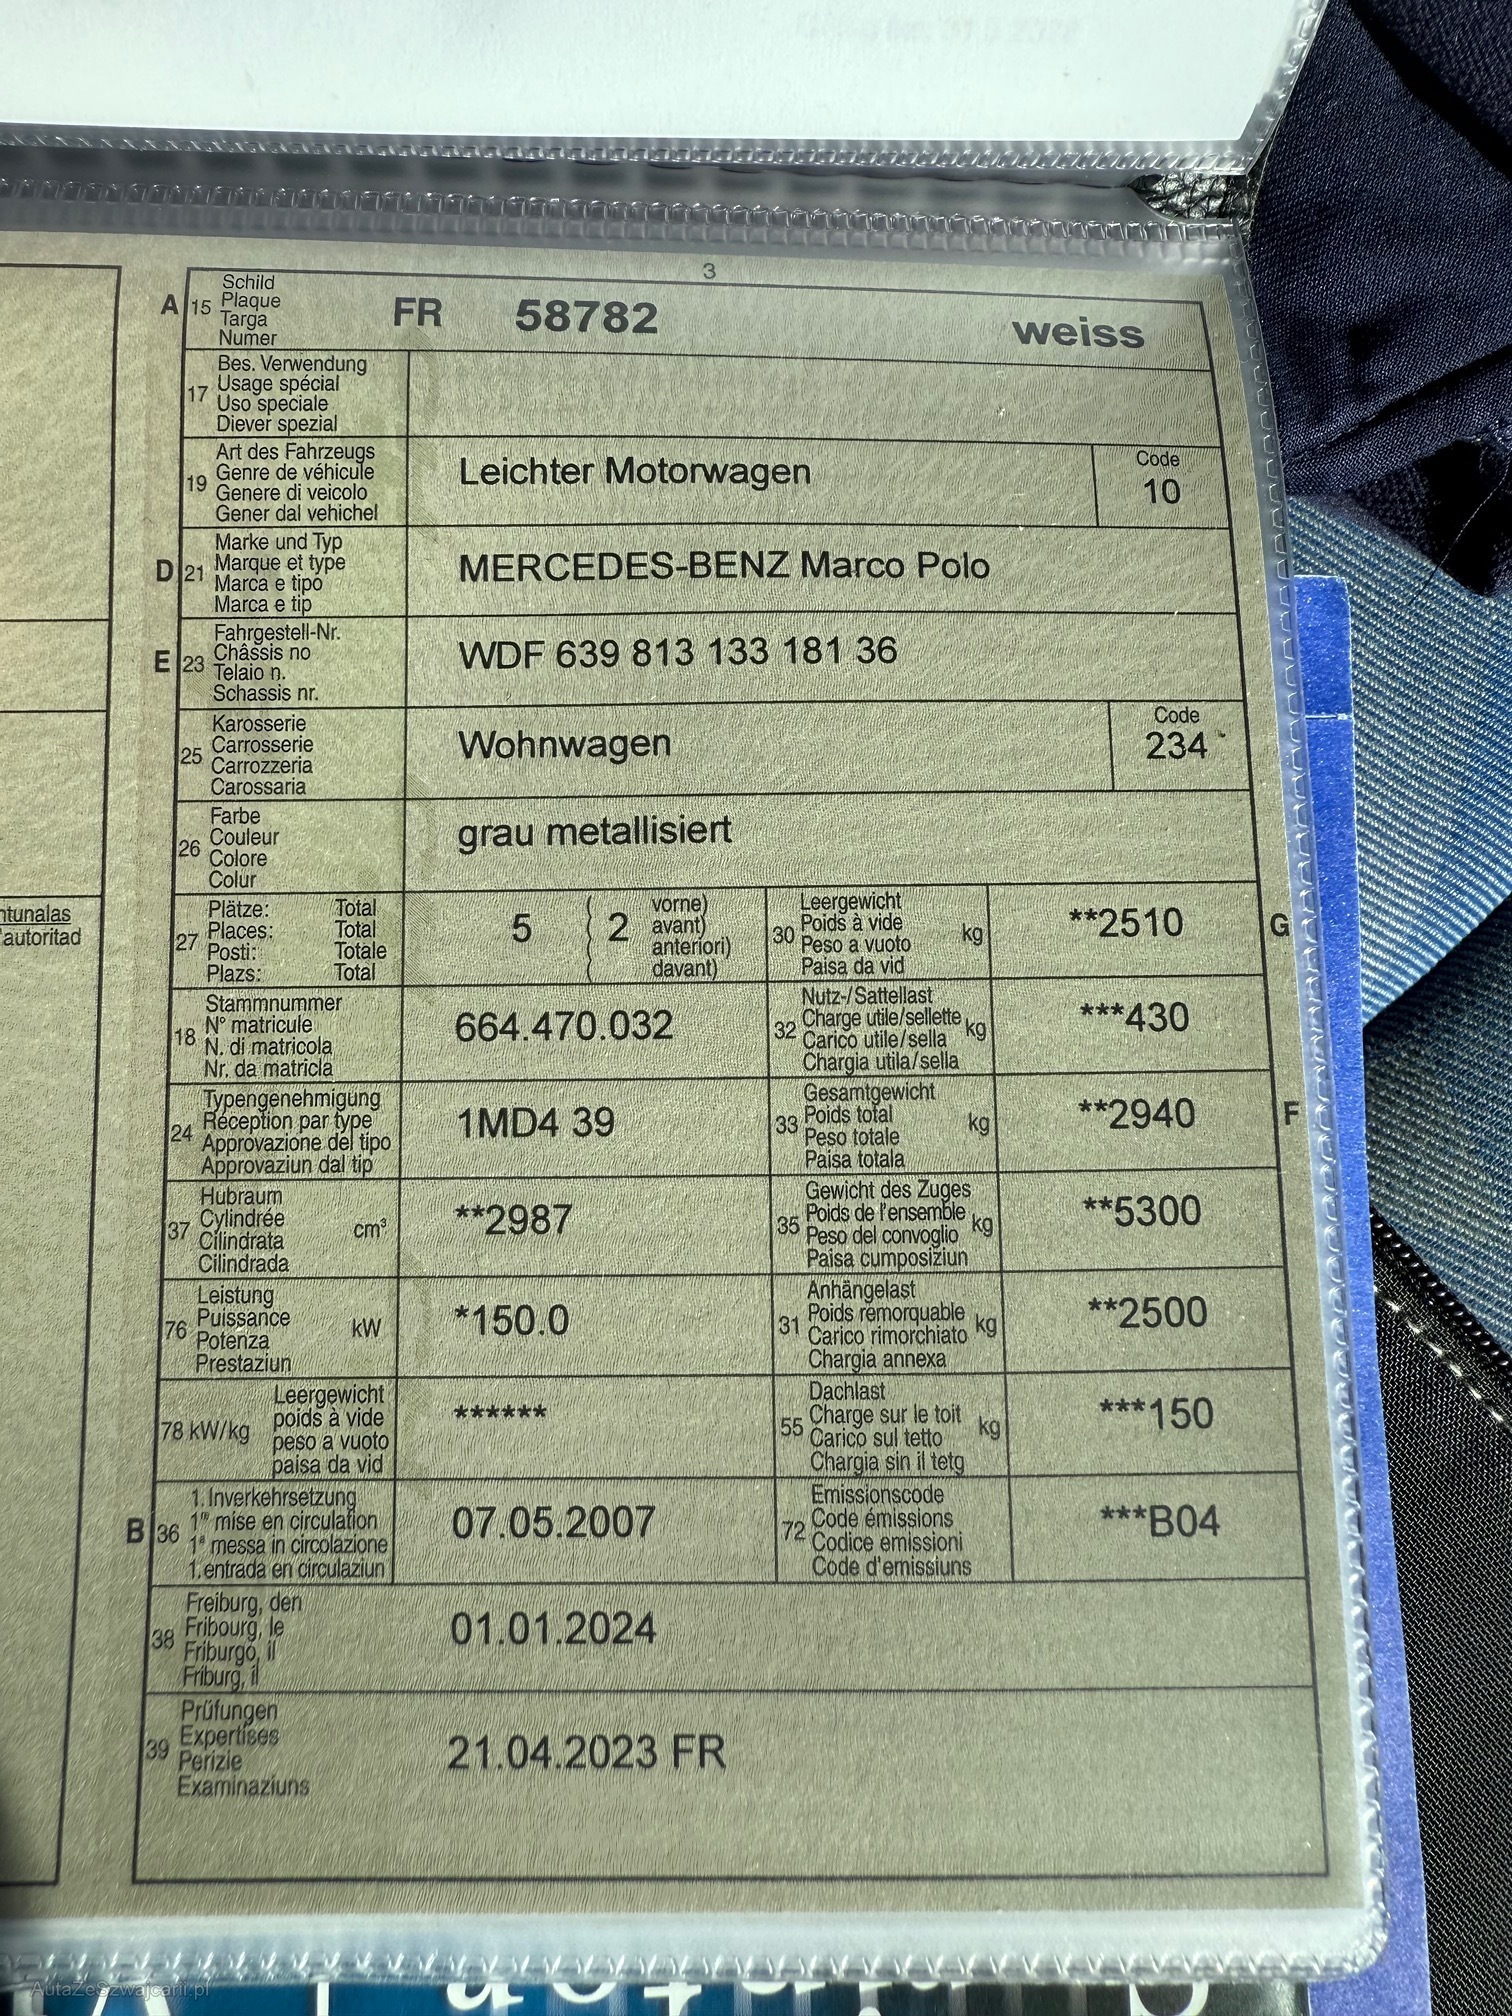 3
A 15 Schild
Plaque
Targa
Numer
FR 58782 weiss
17 Bes. Verwendung
Usage spécial
Uso speciale
Diever spezial
19 Art des Fahrzeugs
Genre de véhicule
Genere di veicolo
Gener dal vehichel
Leichter Motorwagen
Code
10
D 21 Marke und Typ
Marque et type
Marca e tipo
Marca e tip
MERCEDES-BENZ Marco Polo
E 23 Fahrgestell-Nr.
Châssis no
Telaio n.
Schassis nr.
WDF 639 813 133 181 36
25 Karosserie
Carrosserie
Carrozzeria
Carossaria
Wohnwagen
Code
234
26 Farbe
Couleur
Colore
Colur
grau metallisiert
ntunalas
'autoritad
27 Plätze: Total
Places: Total
Posti: Totale
Plazs: Total
5 ( 2 vorne)
avant)
anteriori)
davant)
30 Leergewicht
Poids à vide
Peso a vuoto
Paisa da vid
kg
**2510
G
18 Stammnummer
N° matricule
N. di matricola
Nr. da matricla
664.470.032
32 Nutz-/Sattellast
Charge utile/sellette
Carico utile/sella
Chargia utila/sella
kg
***430
24 Typengenehmigung
Réception par type
Approvazione del tipo
Approvaziun dal tip
1MD4 39
33 Gesamtgewicht
Poids total
Peso totale
Paisa totala
kg
**2940
F
37 Hubraum
Cylindrée
Cilindrata
Cilindrada
cm³
**2987
35 Gewicht des Zuges
Poids de l'ensemble
Peso del convoglio
Paisa cumposiziun
kg
**5300
76 Leistung
Puissance
Potenza
Prestaziun
kW
*150.0
31 Anhängelast
Poids remorquable
Carico rimorchiato
Chargia annexa
kg
**2500
78 kW/kg Leergewicht
poids à vide
peso a vuoto
paisa da vid
******
55 Dachlast
Charge sur le toit
Carico sul tetto
Chargia sin il tetg
kg
***150
B 36 1. Inverkehrsetzung
1re mise en circulation
1a messa in circolazione
1. entrada en circulaziun
07.05.2007
72 Emissionscode
Code émissions
Codice emissioni
Code d'emissiuns
***B04
38 Freiburg, den
Fribourg, le
Friburgo, il
Friburg, il
01.01.2024
39 Prüfungen
Expertises
Perizie
Examinaziuns
21.04.2023 FR
AutaZeSzwajcarii.pl